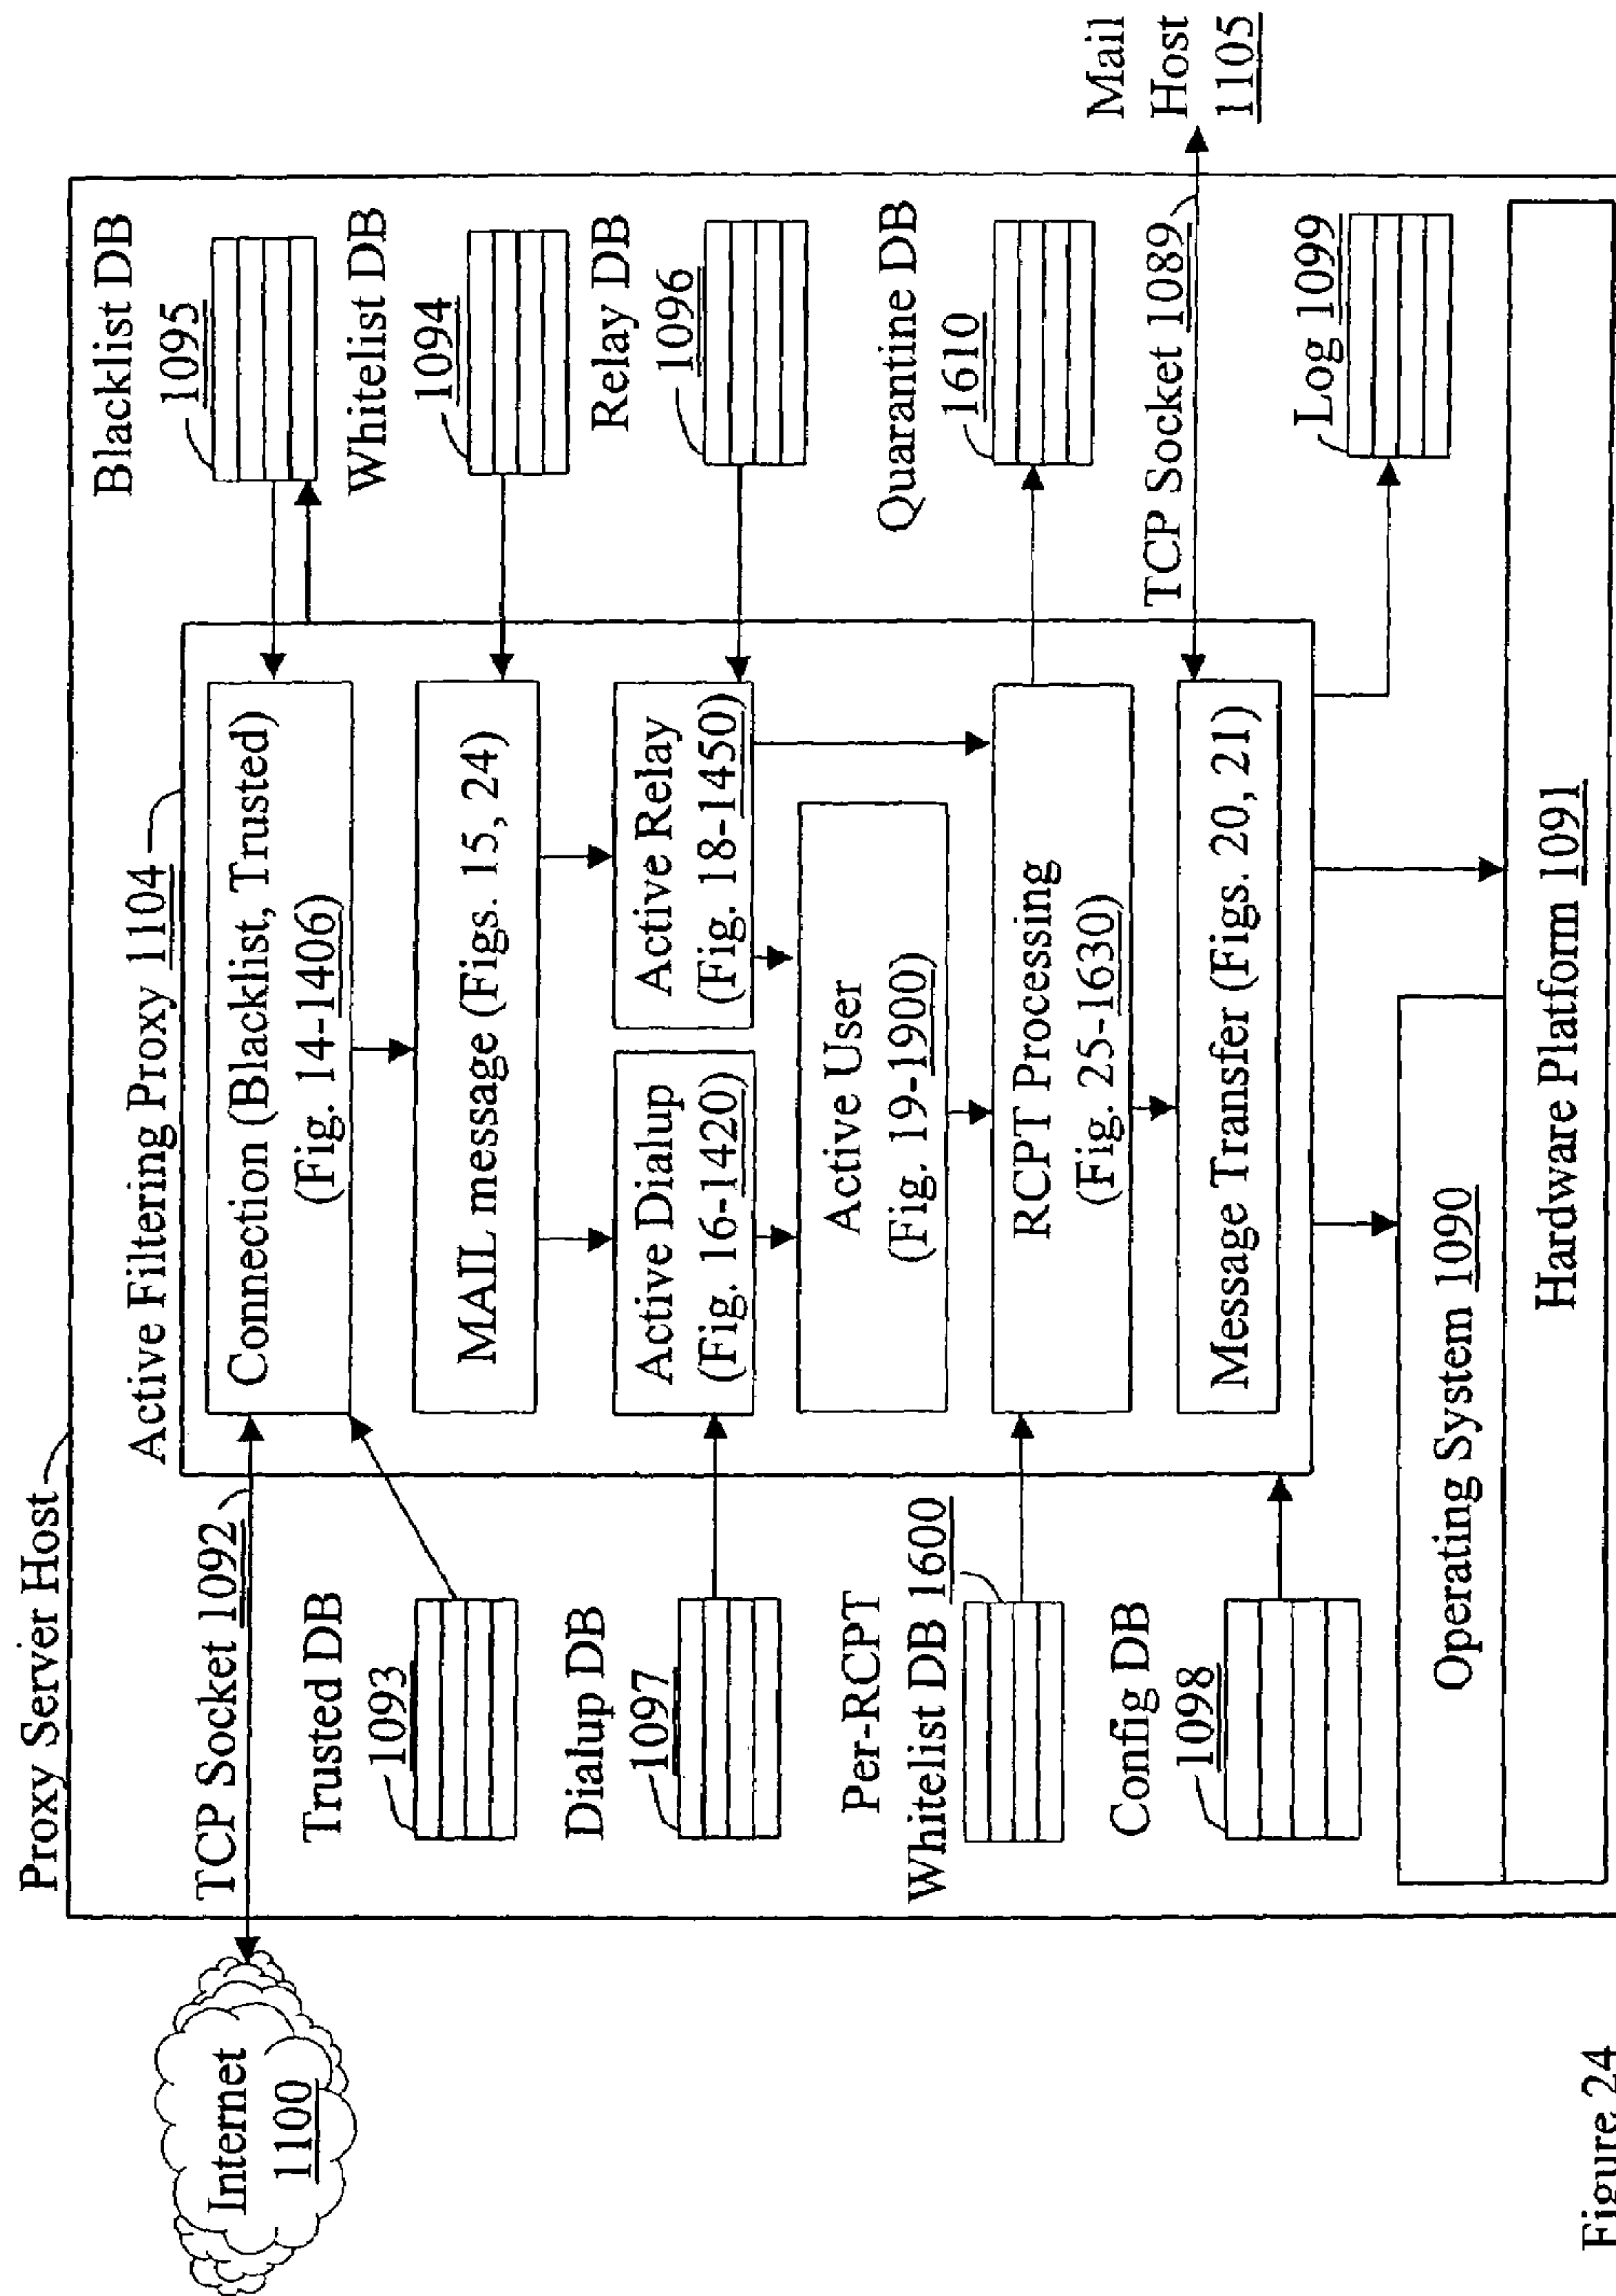 Proxy Server Host
Active Filtering Proxy 1104
Internet
1100
TCP Socket 1092
Trusted DB
1093
Dialup DB
1097
Per-RCPT
Whitelist DB 1600
Config DB
1098
Connection (Blacklist, Trusted)
(Fig. 14-1406)
MAIL message (Figs. 15, 24)
Active Dialup
(Fig. 16-1420)
Active Relay
(Fig. 18-1450)
Active User
(Fig. 19-1900)
RCPT Processing
(Fig. 25-1630)
Message Transfer (Figs. 20, 21)
Blacklist DB
1095
Whitelist DB
1094
Relay DB
1096
Quarantine DB
1610
TCP Socket 1089
Mail
Host
1105
Log 1099
Operating System 1090
Hardware Platform 1091
Figure 24